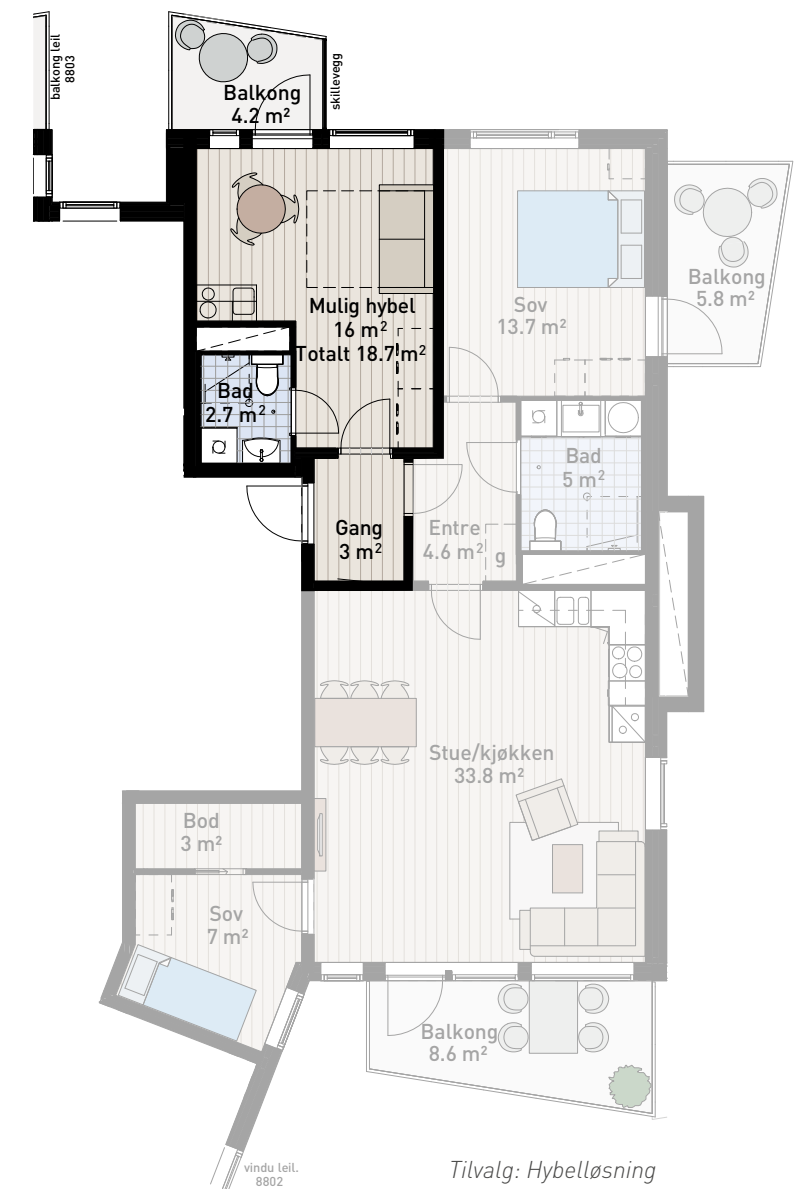 balkong leil
8803
skillevegg
Balkong
4.2 m²
Balkong
5.8 m²
Sov
13.7 m²
Mulig hybel
16 m²
Totalt 18.7 m²
Bad
2.7 m²
Bad
5 m²
Gang
3 m²
Entre
4.6 m²
g
Stue/kjøkken
33.8 m²
Bod
3 m²
Sov
7 m²
Balkong
8.6 m²
vindu leil.
8802
Tilvalg: Hybelløsning